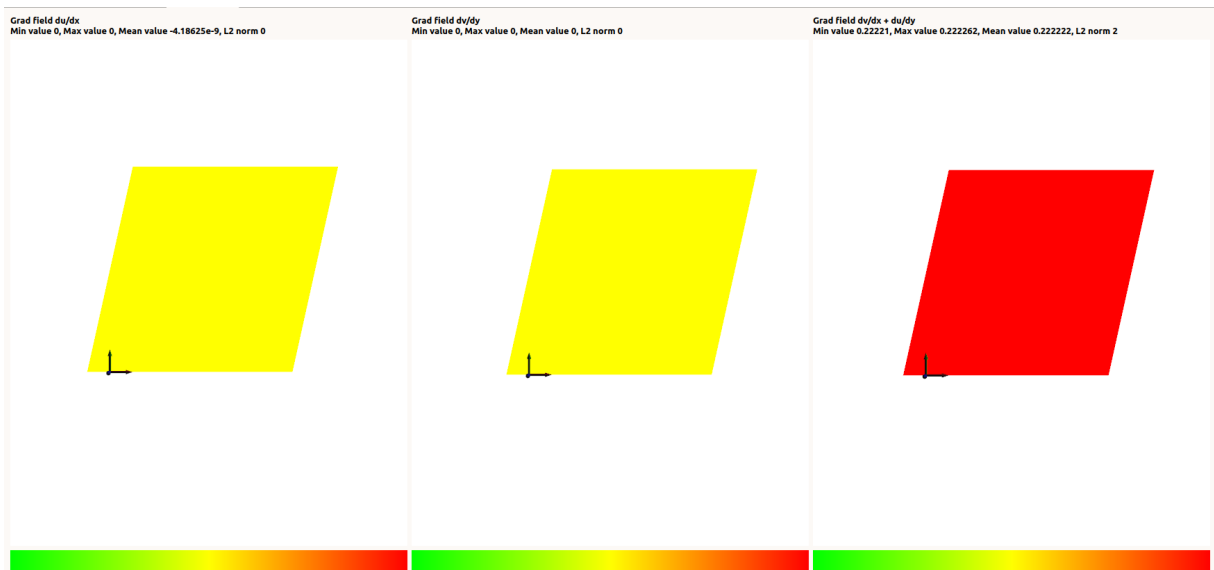 Grad field du/dx
Min value 0, Max value 0, Mean value -4.18625e-9, L2 norm 0
Grad field dv/dy
Min value 0, Max value 0, Mean value 0, L2 norm 0
Grad field dv/dx + du/dy
Min value 0.22221, Max value 0.222262, Mean value 0.222222, L2 norm 2